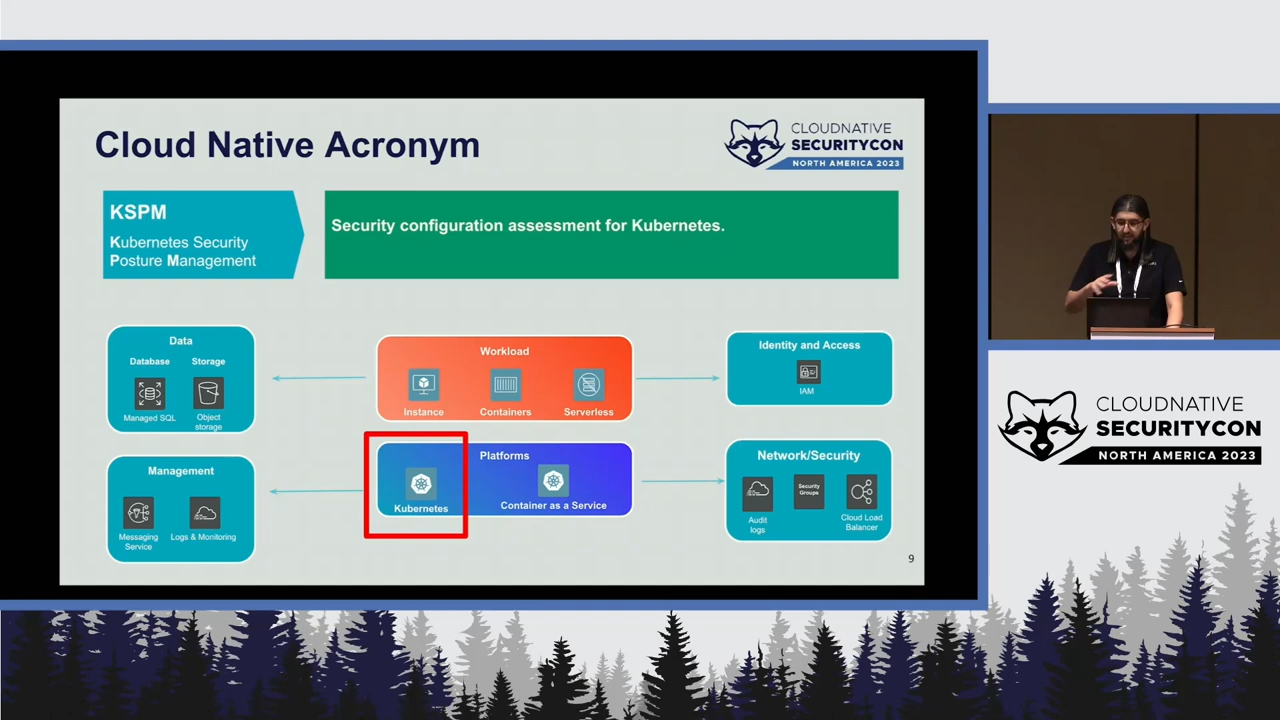 Cloud Native Acronym
CLOUDNATIVE
SECURITYCON
NORTH AMERICA 2023
KSPM
Kubernetes Security
Posture Management
Security configuration assessment for Kubernetes.
Data
Database
Storage
Managed SQL
Object
storage
Workload
Instance
Containers
Serverless
Identity and Access
IAM
Management
Messaging
Service
Logs & Monitoring
Platforms
Kubernetes
Container as a Service
Network/Security
Audit
logs
Security
Groups
Cloud Load
Balancer
9
CLOUDNATIVE
SECURITYCON
NORTH AMERICA 2023